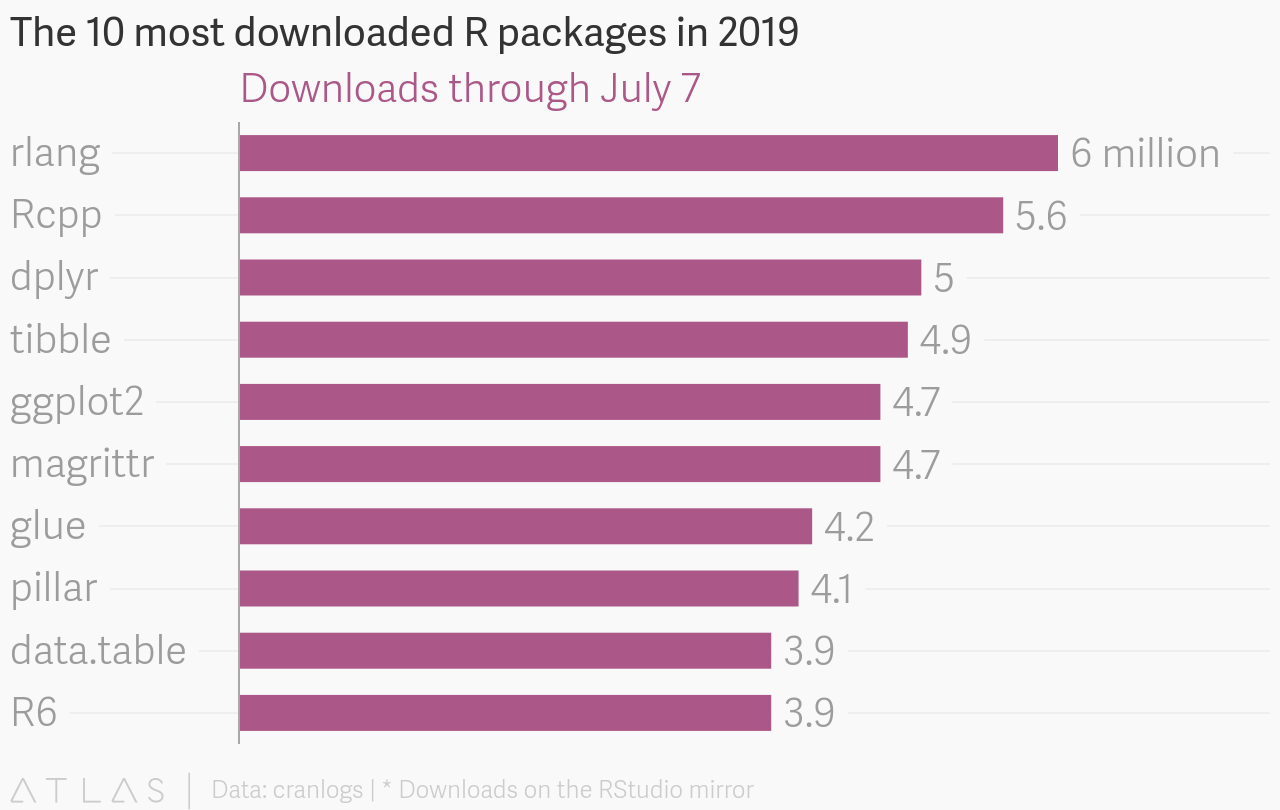 The 10 most downloaded R packages in 2019
Downloads through July 7
rlang 6 million
Rcpp 5.6
dplyr 5
tibble 4.9
ggplot2 4.7
magrittr 4.7
glue 4.2
pillar 4.1
data.table 3.9
R6 3.9
ATLAS | Data: cranlogs | * Downloads on the RStudio mirror